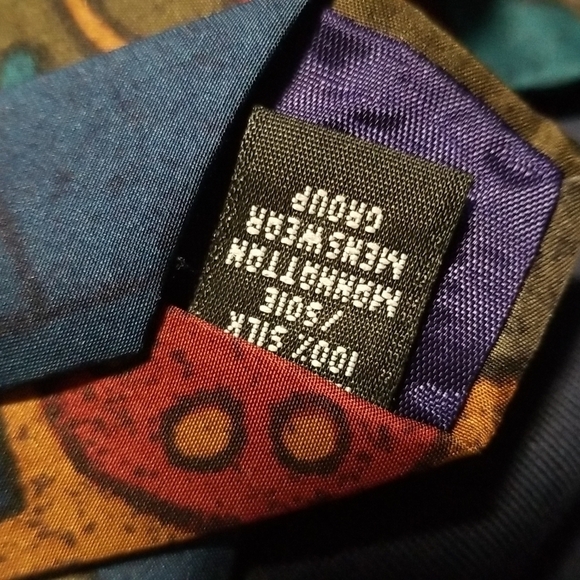 100% SILK
/ SOIE
MANHATTAN
MENSWEAR
GROUP